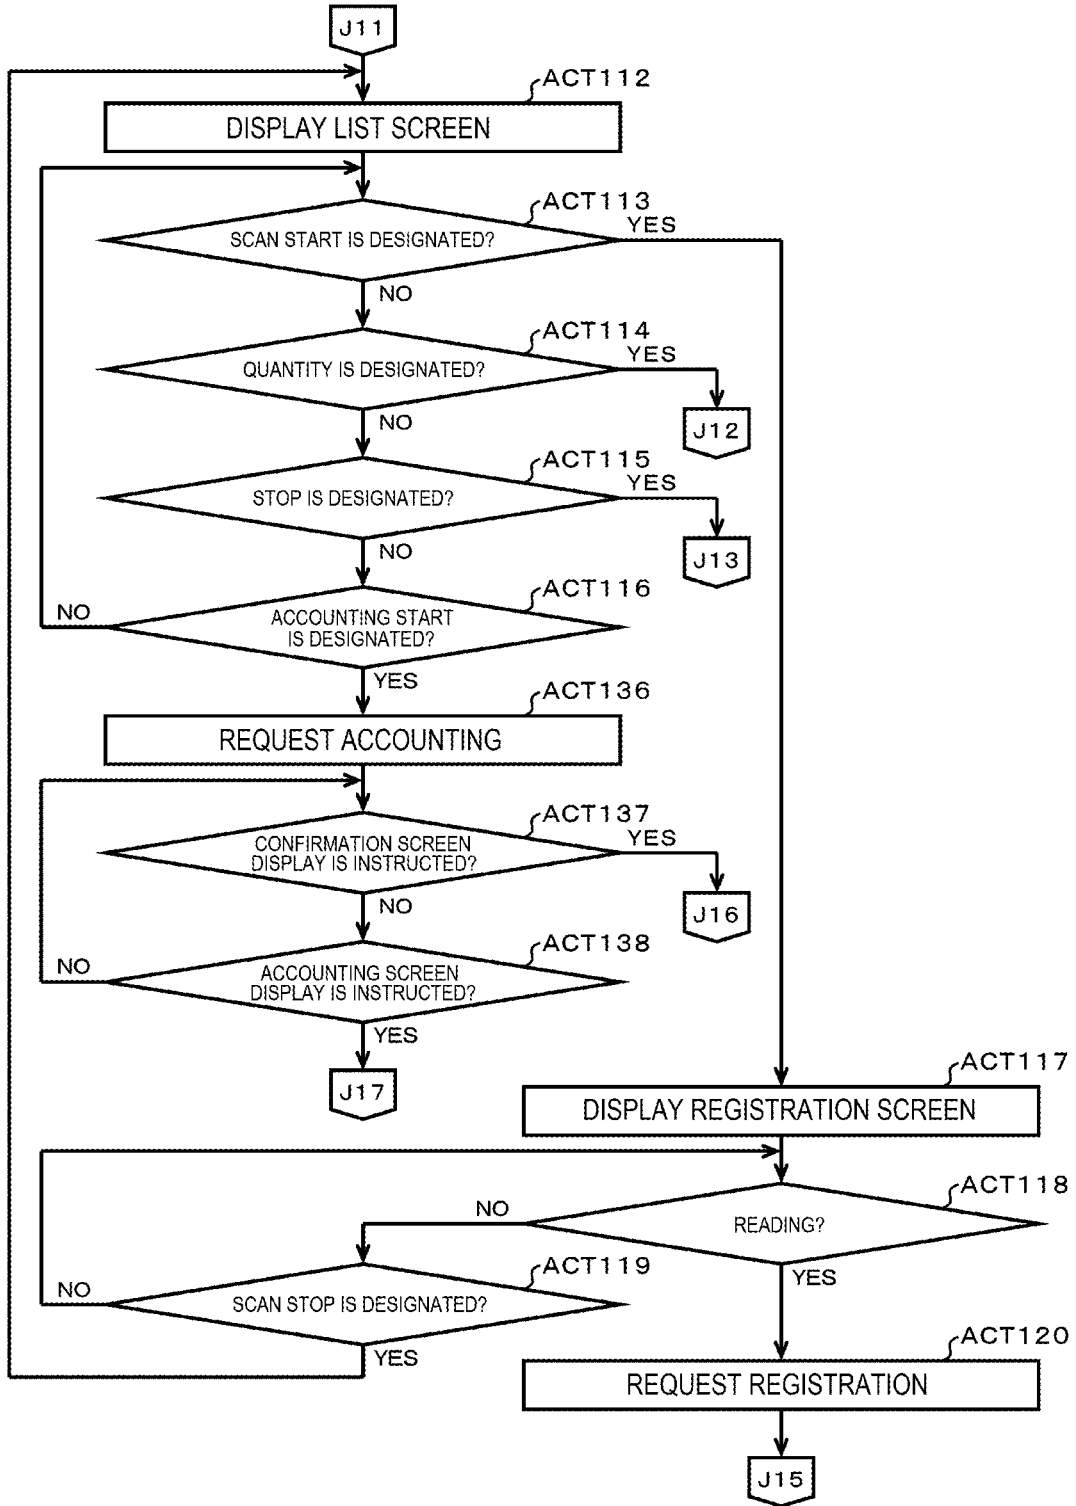 J11
ACT112
DISPLAY LIST SCREEN
ACT113
YES
SCAN START IS DESIGNATED?
NO
ACT114
YES
QUANTITY IS DESIGNATED?
NO
J12
ACT115
YES
STOP IS DESIGNATED?
NO
J13
ACT116
NO
ACCOUNTING START
IS DESIGNATED?
YES
ACT136
REQUEST ACCOUNTING
ACT137
YES
CONFIRMATION SCREEN
DISPLAY IS INSTRUCTED?
NO
J16
ACT138
NO
ACCOUNTING SCREEN
DISPLAY IS INSTRUCTED?
YES
J17
ACT117
DISPLAY REGISTRATION SCREEN
ACT118
NO
READING?
YES
ACT119
NO
SCAN STOP IS DESIGNATED?
YES
ACT120
REQUEST REGISTRATION
J15